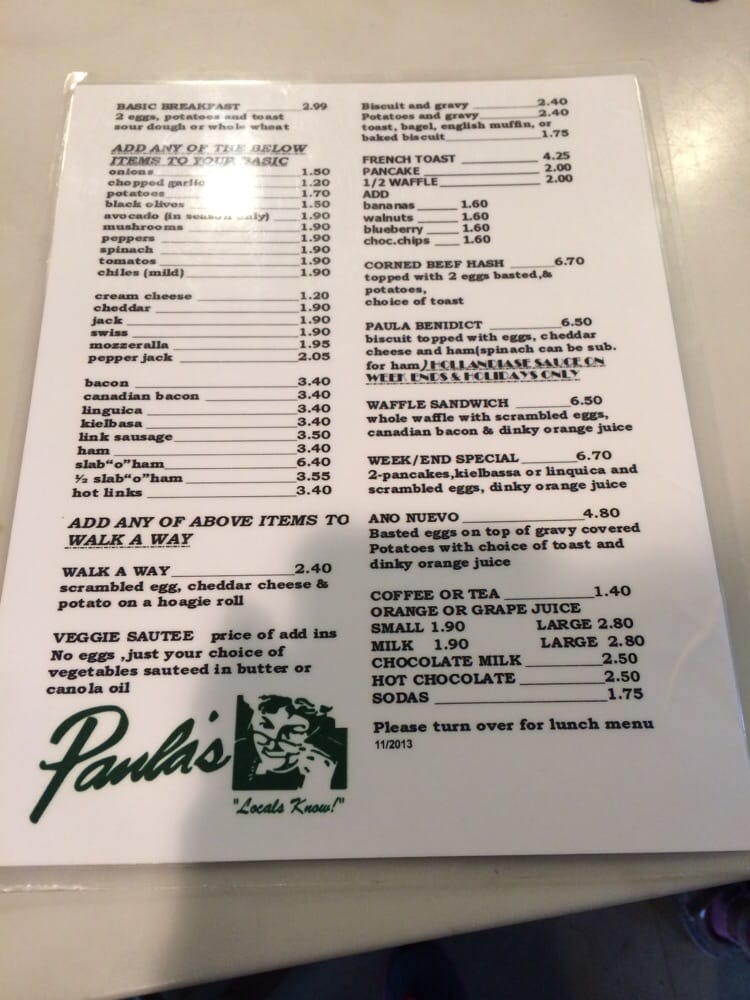 BASIC BREAKFAST 2.99
2 eggs, potatoes and toast
sour dough or whole wheat
ADD ANY OF THE BELOW
ITEMS TO YOUR BASIC
onions 1.50
chopped garlic 1.20
potatoes 1.70
black olives 1.50
avocado (in season only) 1.90
mushrooms 1.90
peppers 1.90
spinach 1.90
tomatos 1.90
chiles (mild) 1.90
cream cheese 1.20
cheddar 1.90
jack 1.90
swiss 1.90
mozzeralla 1.95
pepper jack 2.05
bacon 3.40
canadian bacon 3.40
linguica 3.40
kielbasa 3.40
link sausage 3.50
ham 3.40
slab"o"ham 6.40
½ slab"o"ham 3.55
hot links 3.40
ADD ANY OF ABOVE ITEMS TO
WALK A WAY
WALK A WAY 2.40
scrambled egg, cheddar cheese &
potato on a hoagie roll
VEGGIE SAUTEE price of add ins
No eggs ,just your choice of
vegetables sauteed in butter or
canola oil
Paula's
"Locals Know!"
Biscuit and gravy 2.40
Potatoes and gravy 2.40
toast, bagel, english muffin, or
baked biscuit 1.75
FRENCH TOAST 4.25
PANCAKE 2.00
1/2 WAFFLE 2.00
ADD
bananas 1.60
walnuts 1.60
blueberry 1.60
choc.chips 1.60
CORNED BEEF HASH 6.70
topped with 2 eggs basted,&
potatoes,
choice of toast
PAULA BENIDICT 6.50
biscuit topped with eggs, cheddar
cheese and ham(spinach can be sub.
for ham) HOLLANDIASE SAUCE ON
WEEK ENDS & HOLIDAYS ONLY
WAFFLE SANDWICH 6.50
whole waffle with scrambled eggs,
canadian bacon & dinky orange juice
WEEK/END SPECIAL 6.70
2-pancakes,kielbassa or linquica and
scrambled eggs, dinky orange juice
ANO NUEVO 4.80
Basted eggs on top of gravy covered
Potatoes with choice of toast and
dinky orange juice
COFFEE OR TEA 1.40
ORANGE OR GRAPE JUICE
SMALL 1.90 LARGE 2.80
MILK 1.90 LARGE 2.80
CHOCOLATE MILK 2.50
HOT CHOCOLATE 2.50
SODAS 1.75
Please turn over for lunch menu
11/2013